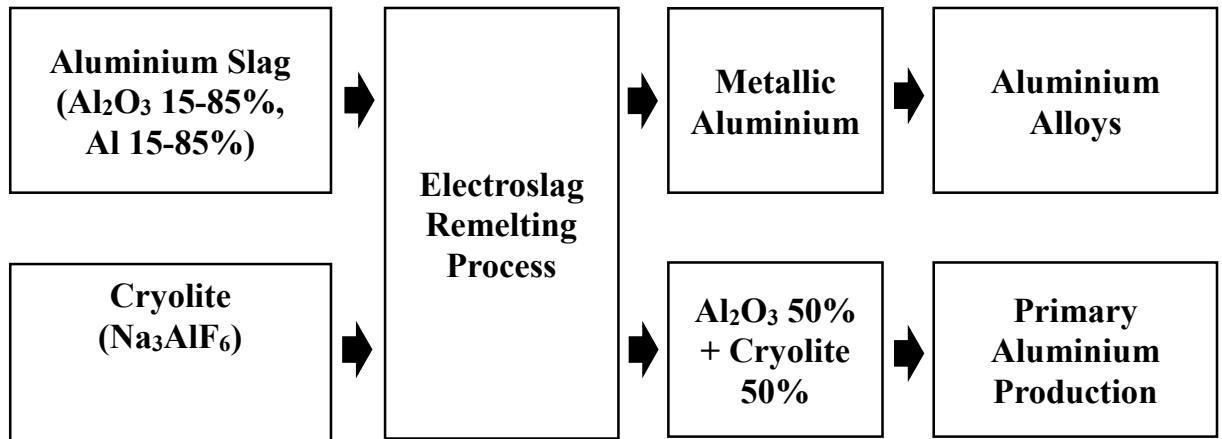 Aluminium Slag
(Al₂O₃ 15-85%,
Al 15-85%)
Cryolite
(Na₃AlF₆)
Electroslag
Remelting
Process
Metallic
Aluminium
Al₂O₃ 50%
+ Cryolite
50%
Aluminium
Alloys
Primary
Aluminium
Production